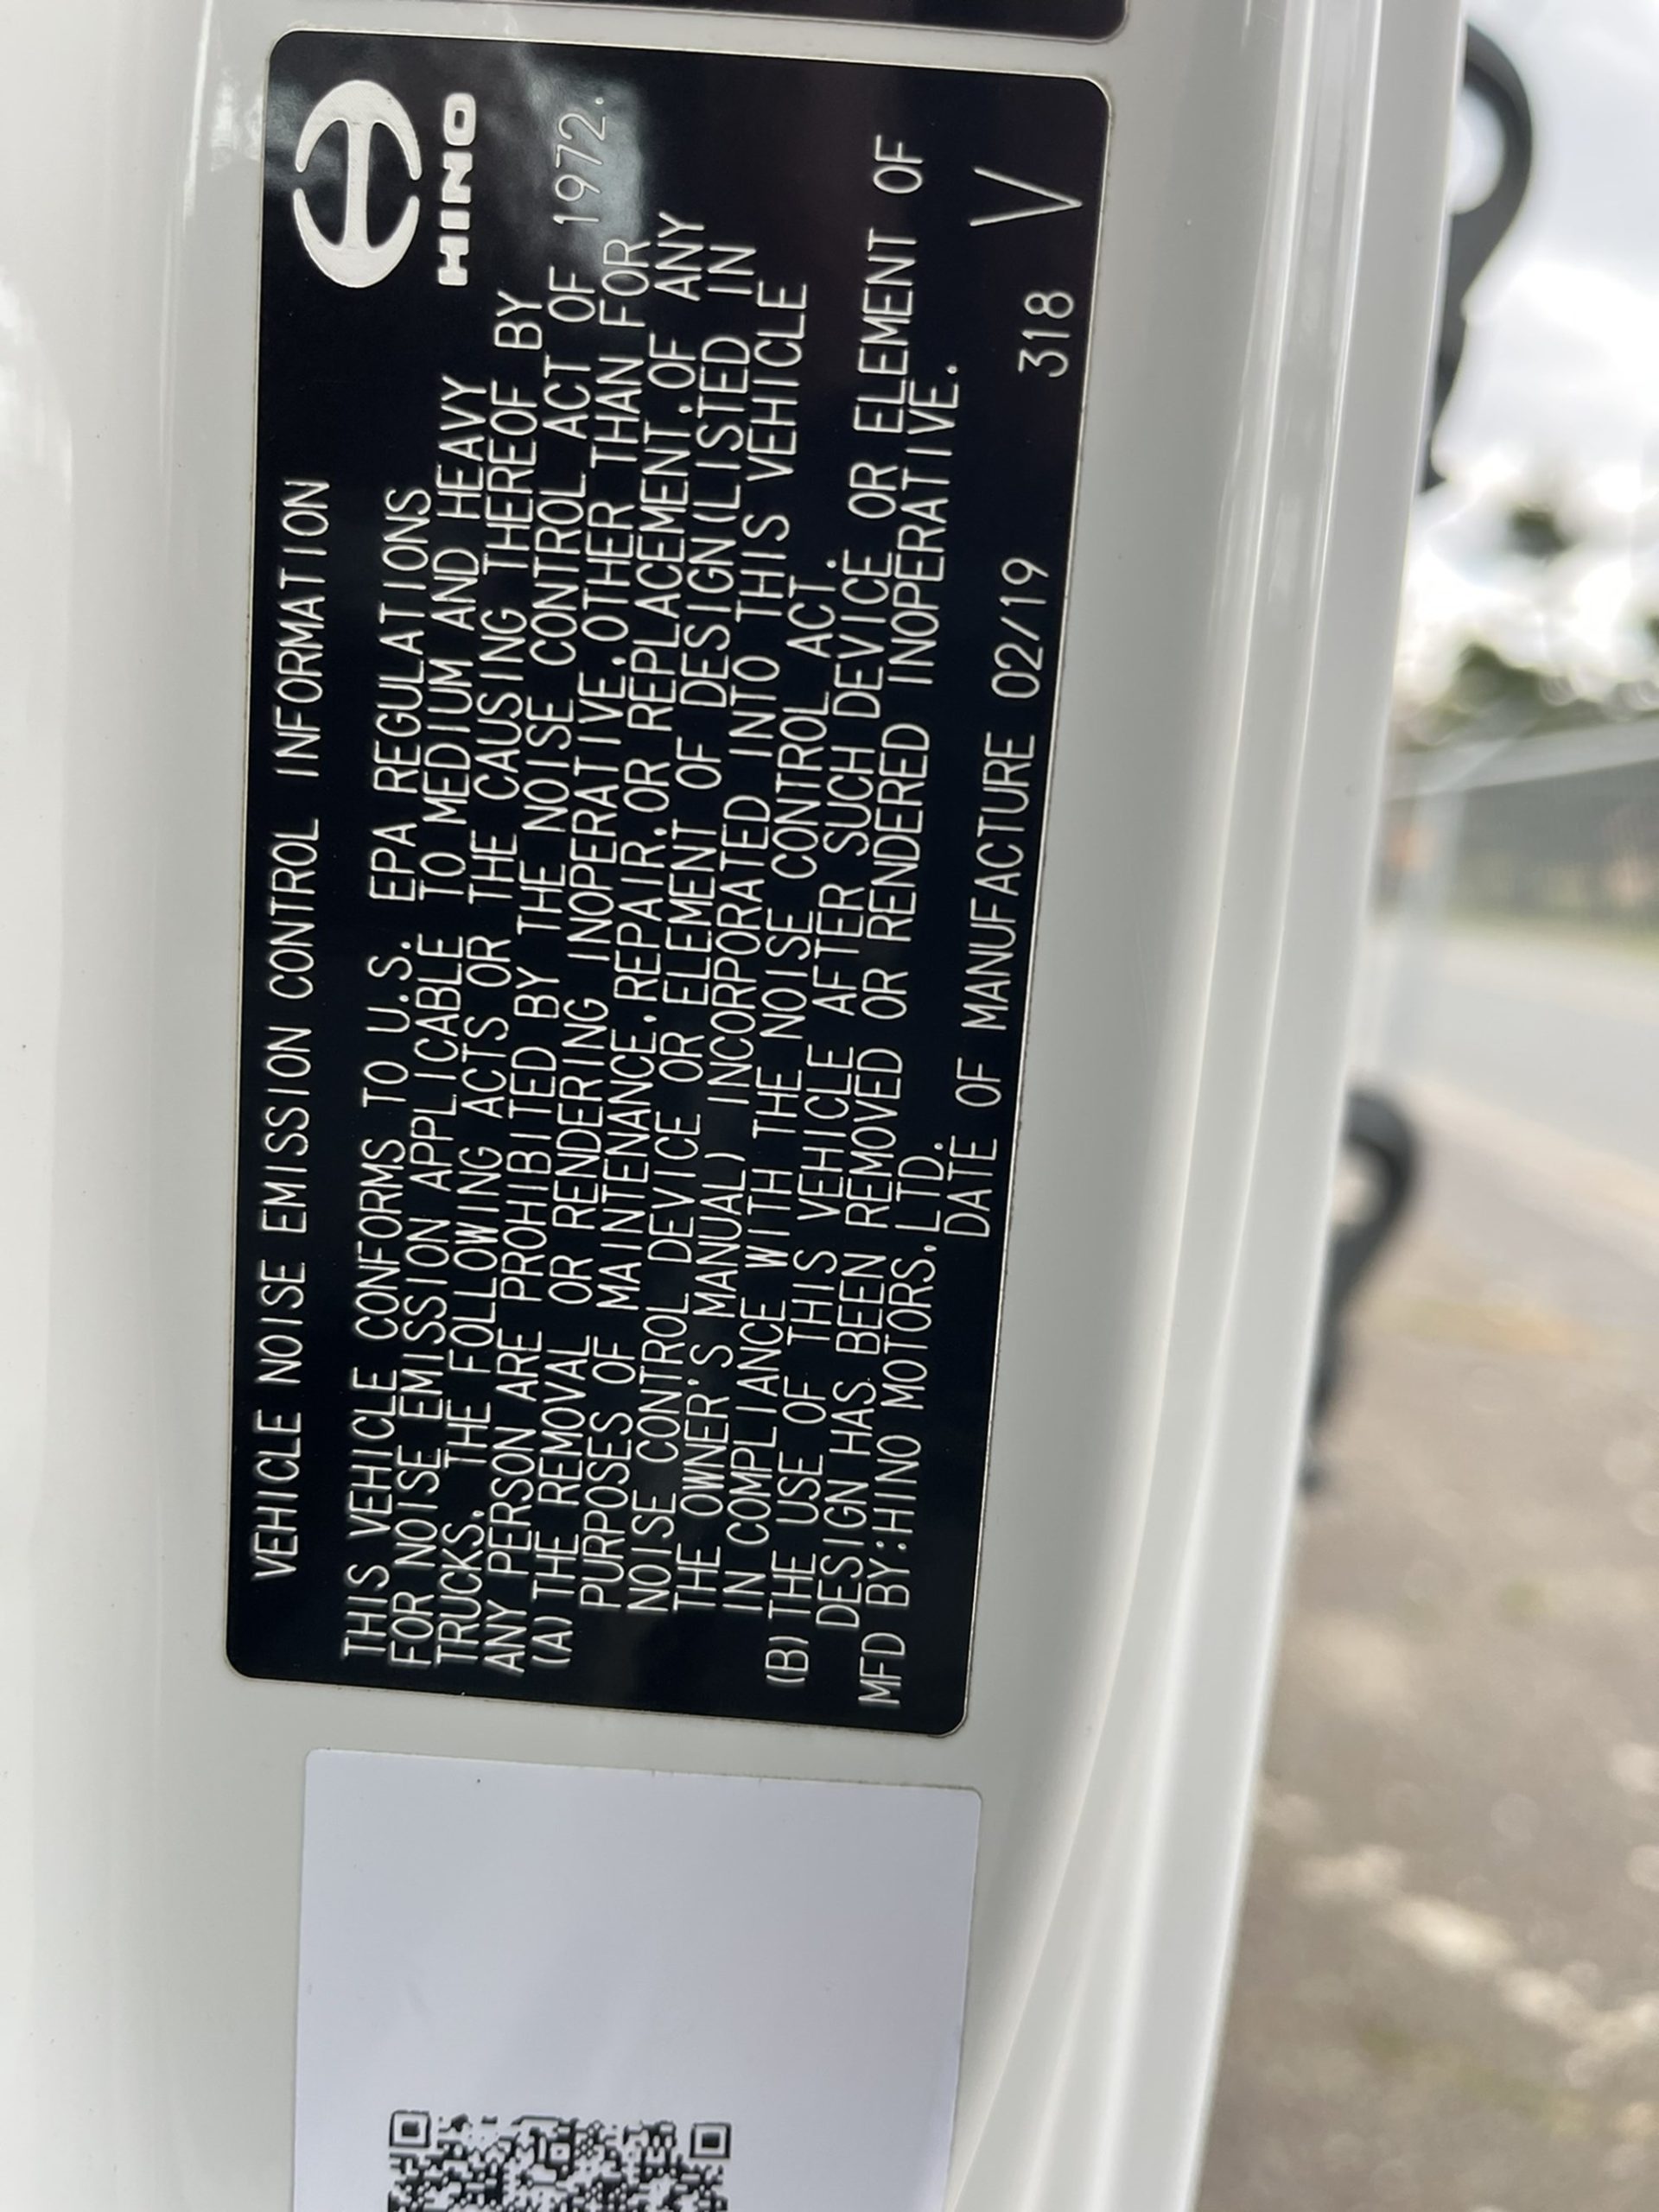 HINO
VEHICLE NOISE EMISSION CONTROL INFORMATION
THIS VEHICLE CONFORMS TO U.S. EPA REGULATIONS
FOR NOISE EMISSION APPLICABLE TO MEDIUM AND HEAVY
TRUCKS. THE FOLLOWING ACTS OR THE CAUSING THEREOF BY
ANY PERSON ARE PROHIBITED BY THE NOISE CONTROL ACT OF 1972.
(A) THE REMOVAL OR RENDERING INOPERATIVE, OTHER THAN FOR
PURPOSES OF MAINTENANCE, REPAIR, OR REPLACEMENT, OF ANY
NOISE CONTROL DEVICE OR ELEMENT OF DESIGN (LISTED IN
THE OWNER'S MANUAL) INCORPORATED INTO THIS VEHICLE
IN COMPLIANCE WITH THE NOISE CONTROL ACT.
(B) THE USE OF THIS VEHICLE AFTER SUCH DEVICE OR ELEMENT OF
DESIGN HAS BEEN REMOVED OR RENDERED INOPERATIVE.
MFD BY:HINO MOTORS, LTD.
DATE OF MANUFACTURE 02/19 318 V